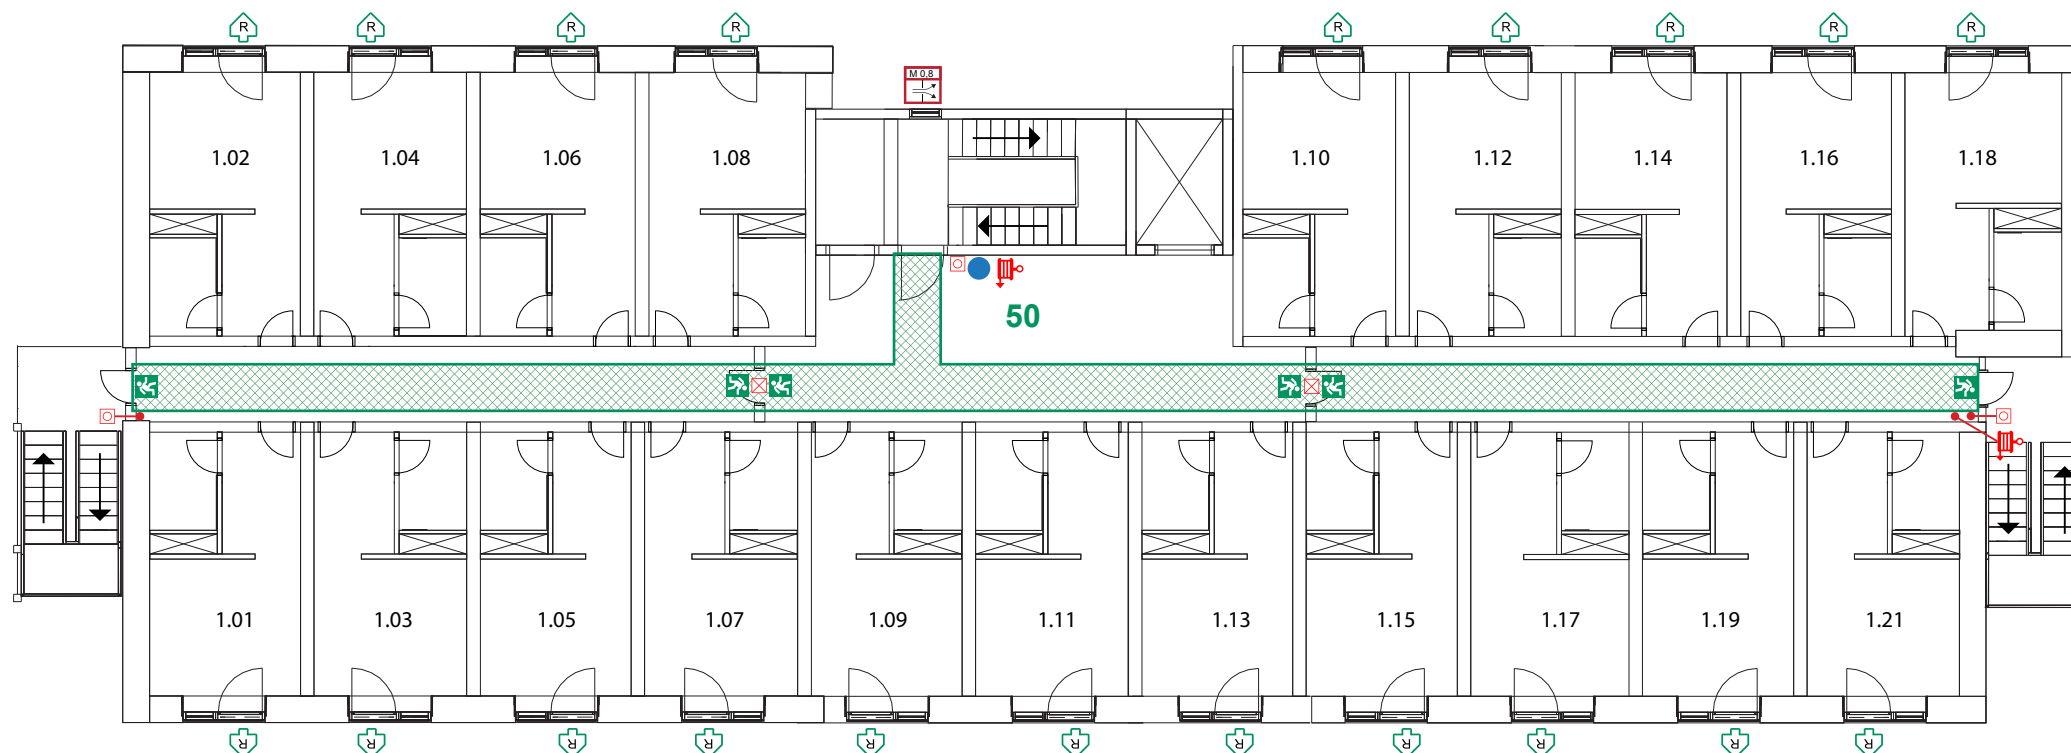 R R R R R R R R R
M 0,8
1.02 1.04 1.06 1.08 1.10 1.12 1.14 1.16 1.18
50
1.01 1.03 1.05 1.07 1.09 1.11 1.13 1.15 1.17 1.19 1.21
R R R R R R R R R R R